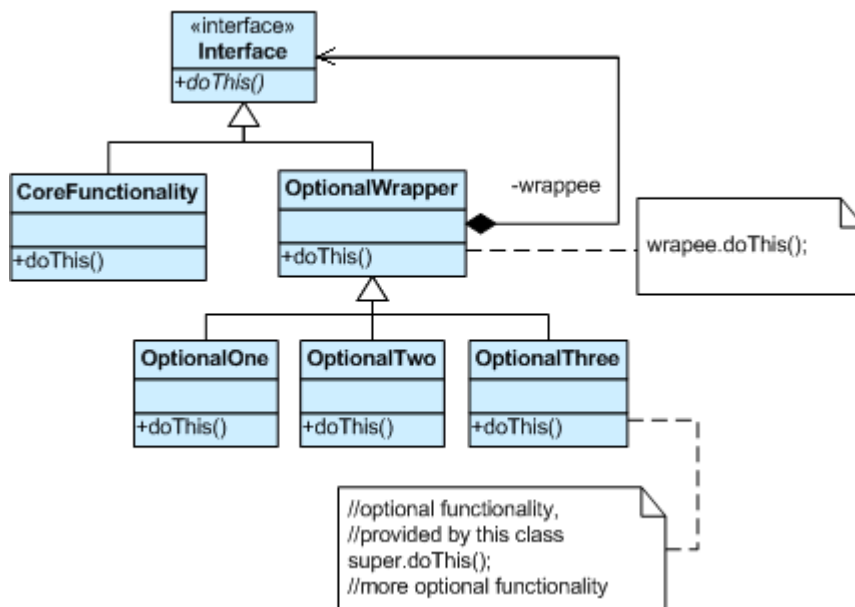 «interface»
Interface
+doThis()
CoreFunctionality
+doThis()
OptionalWrapper
+doThis()
-wrappee
wrapee.doThis();
OptionalOne
+doThis()
OptionalTwo
+doThis()
OptionalThree
+doThis()
//optional functionality,
//provided by this class
super.doThis();
//more optional functionality